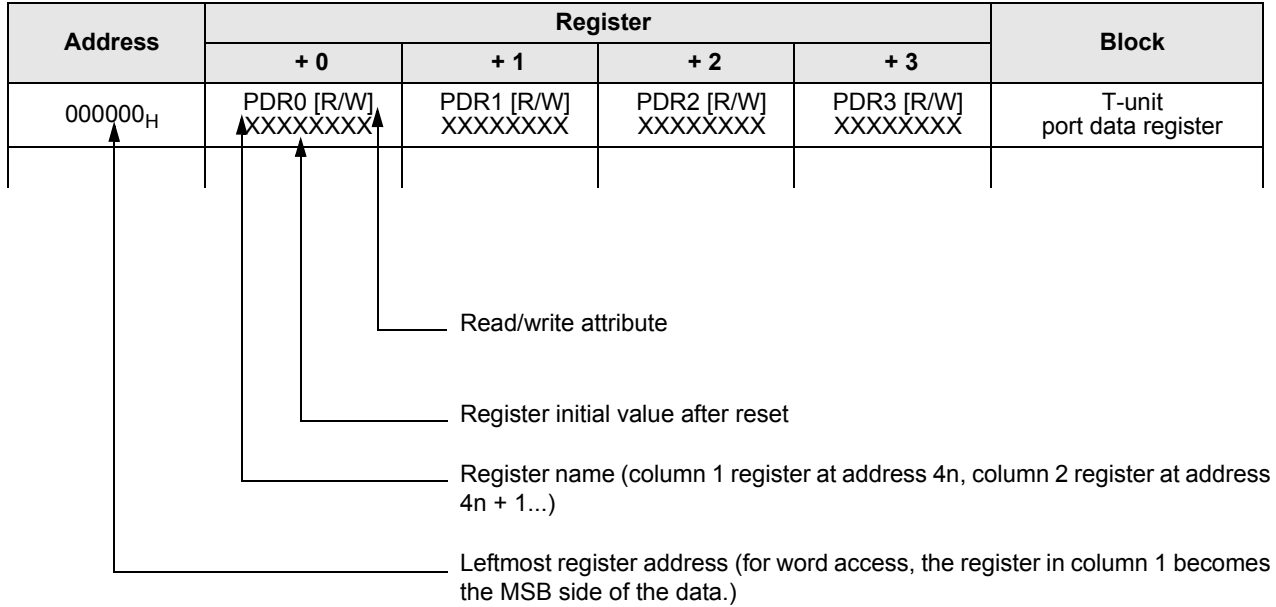 Address Register Block
+ 0 + 1 + 2 + 3
000000H PDR0 [R/W] PDR1 [R/W] PDR2 [R/W] PDR3 [R/W] T-unit
XXXXXXXX XXXXXXXX XXXXXXXX XXXXXXXX port data register
Read/write attribute
Register initial value after reset
Register name (column 1 register at address 4n, column 2 register at address
4n + 1...)
Leftmost register address (for word access, the register in column 1 becomes
the MSB side of the data.)